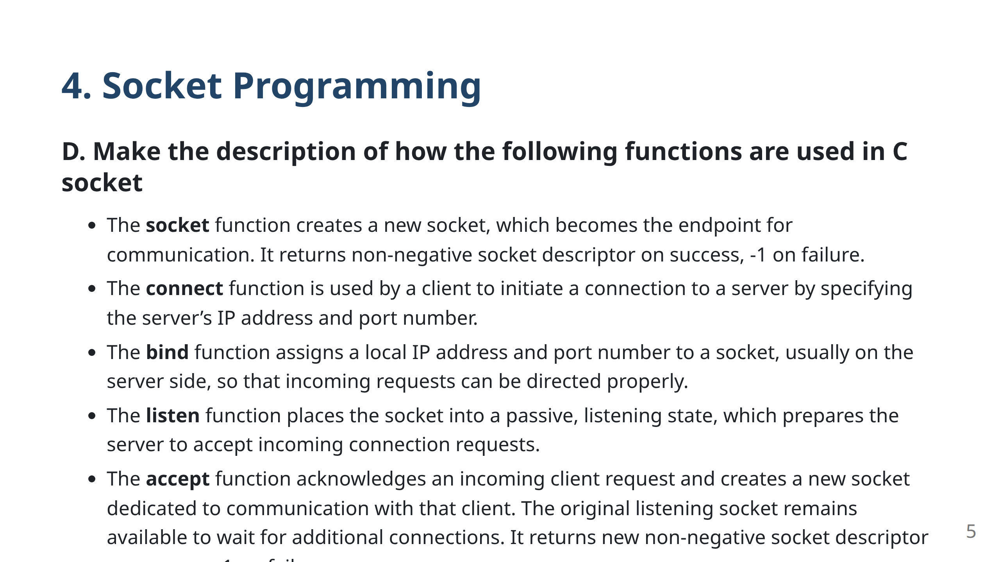 4. Socket Programming
D. Make the description of how the following functions are used in C
socket
• The socket function creates a new socket, which becomes the endpoint for
communication. It returns non-negative socket descriptor on success, -1 on failure.
• The connect function is used by a client to initiate a connection to a server by specifying
the server’s IP address and port number.
• The bind function assigns a local IP address and port number to a socket, usually on the
server side, so that incoming requests can be directed properly.
• The listen function places the socket into a passive, listening state, which prepares the
server to accept incoming connection requests.
• The accept function acknowledges an incoming client request and creates a new socket
dedicated to communication with that client. The original listening socket remains
available to wait for additional connections. It returns new non-negative socket descriptor
5